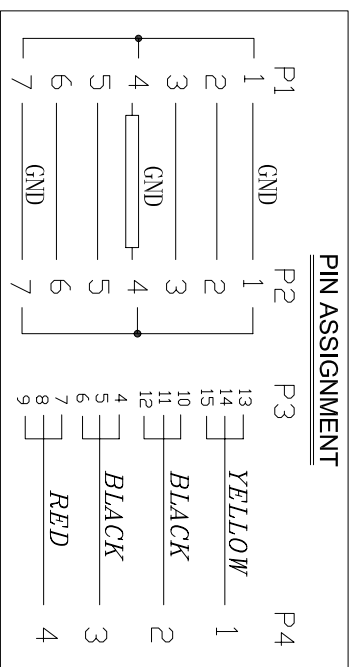 PIN ASSIGNMENT
P1 P2 P3 P4
1 GND 1
2 2
3 3
4 GND 4
5 5
6 6
7 GND 7
13
14 YELLOW 1
15
10
11 BLACK 2
12
4
5 BLACK 3
6
7
8 RED 4
9